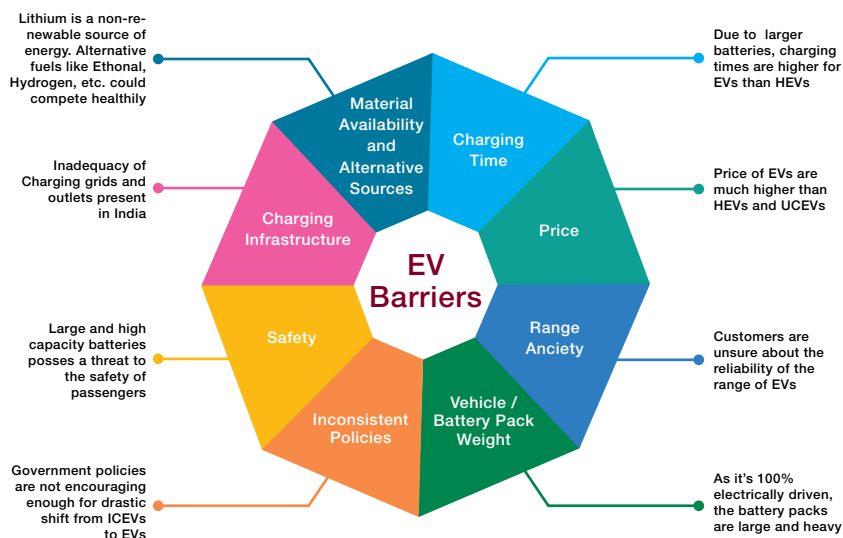 Lithium is a non-re-
newable source of
energy. Alternative
fuels like Ethonal,
Hydrogen, etc. could
compete healthily
Due to larger
batteries, charging
times are higher for
EVs than HEVs
Material
Availability
and
Alternative
Sources
Charging
Time
Inadequacy of
Charging grids and
outlets present
in India
Price of EVs are
much higher than
HEVs and UCEVs
Charging
Infrastructure
Price
EV
Barriers
Large and high
capacity batteries
posses a threat to
the safety of
passengers
Safety
Range
Anciety
Customers are
unsure about the
reliability of the
range of EVs
Inconsistent
Policies
Vehicle /
Battery Pack
Weight
Government policies
are not encouraging
enough for drastic
shift from ICEVs
to EVs
As it's 100%
electrically driven,
the battery packs
are large and heavy